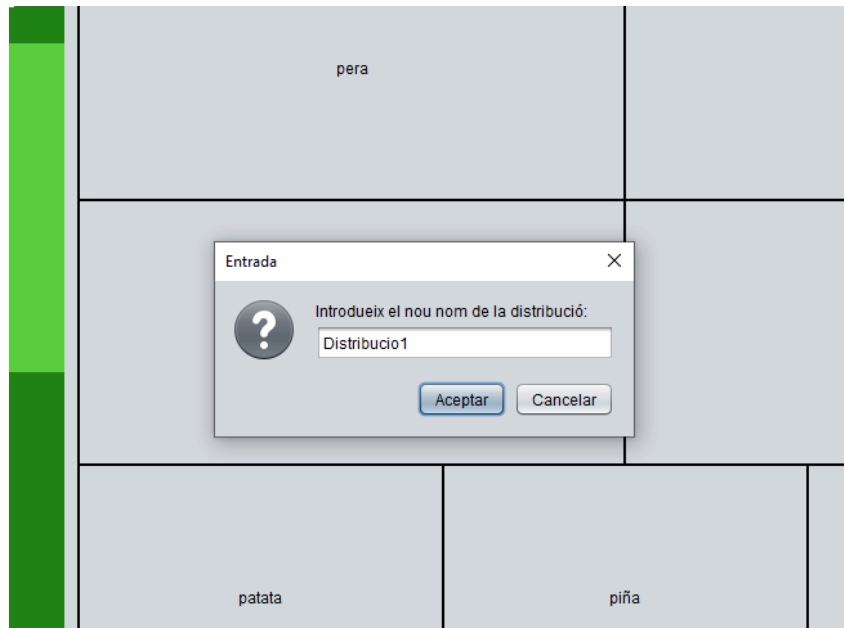 pera
Entrada
Introdueix el nou nom de la distribució:
Distribucio1
Aceptar Cancelar
patata piña